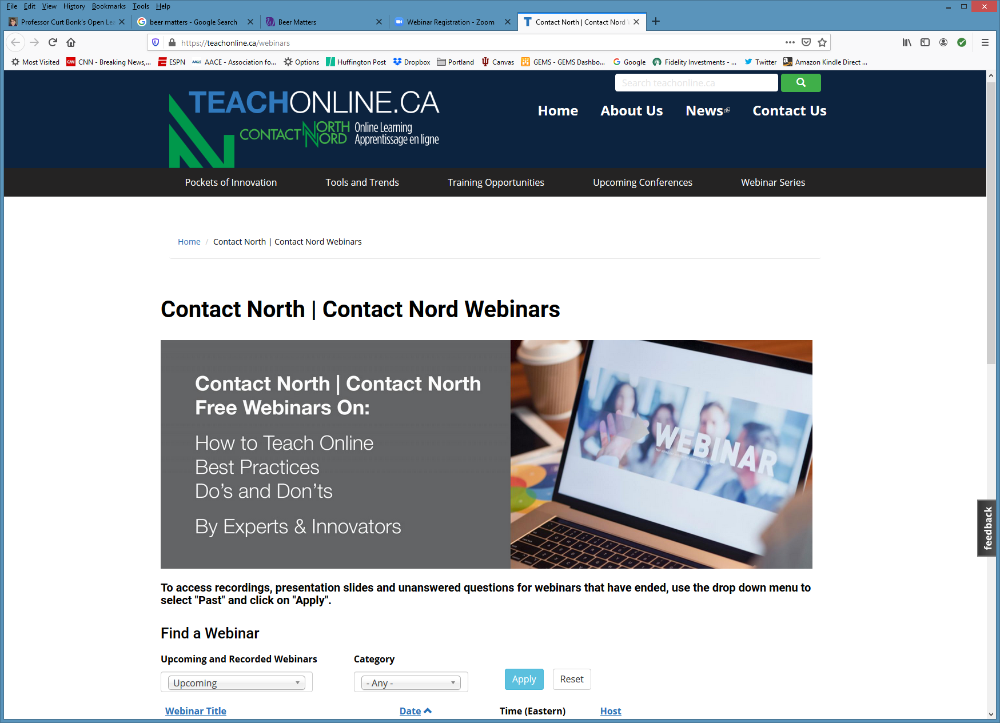 File Edit View History Bookmarks Tools Help
Professor Curt Bonk's Open Lea
beer matters - Google Search
Beer Matters
Webinar Registration - Zoom
Contact North | Contact Nord W
https://teachonline.ca/webinars
Most Visited CNN - Breaking News,... ESPN AACE - Association fo... Options Huffington Post Dropbox Portland Canvas GEMS - GEMS Dashbo... Google Fidelity Investments - ... Twitter Amazon Kindle Direct ...
Search teachonline.ca
TEACHONLINE.CA
CONTACT NORTH NORD
Online Learning
Apprentissage en ligne
Home About Us News Contact Us
Pockets of Innovation Tools and Trends Training Opportunities Upcoming Conferences Webinar Series
Home / Contact North | Contact Nord Webinars
Contact North | Contact Nord Webinars
Contact North | Contact North
Free Webinars On:
How to Teach Online
Best Practices
Do's and Don'ts
By Experts & Innovators
WEBINAR
feedback
To access recordings, presentation slides and unanswered questions for webinars that have ended, use the drop down menu to
select "Past" and click on "Apply".
Find a Webinar
Upcoming and Recorded Webinars Category
Upcoming - Any - Apply Reset
Webinar Title Date Time (Eastern) Host